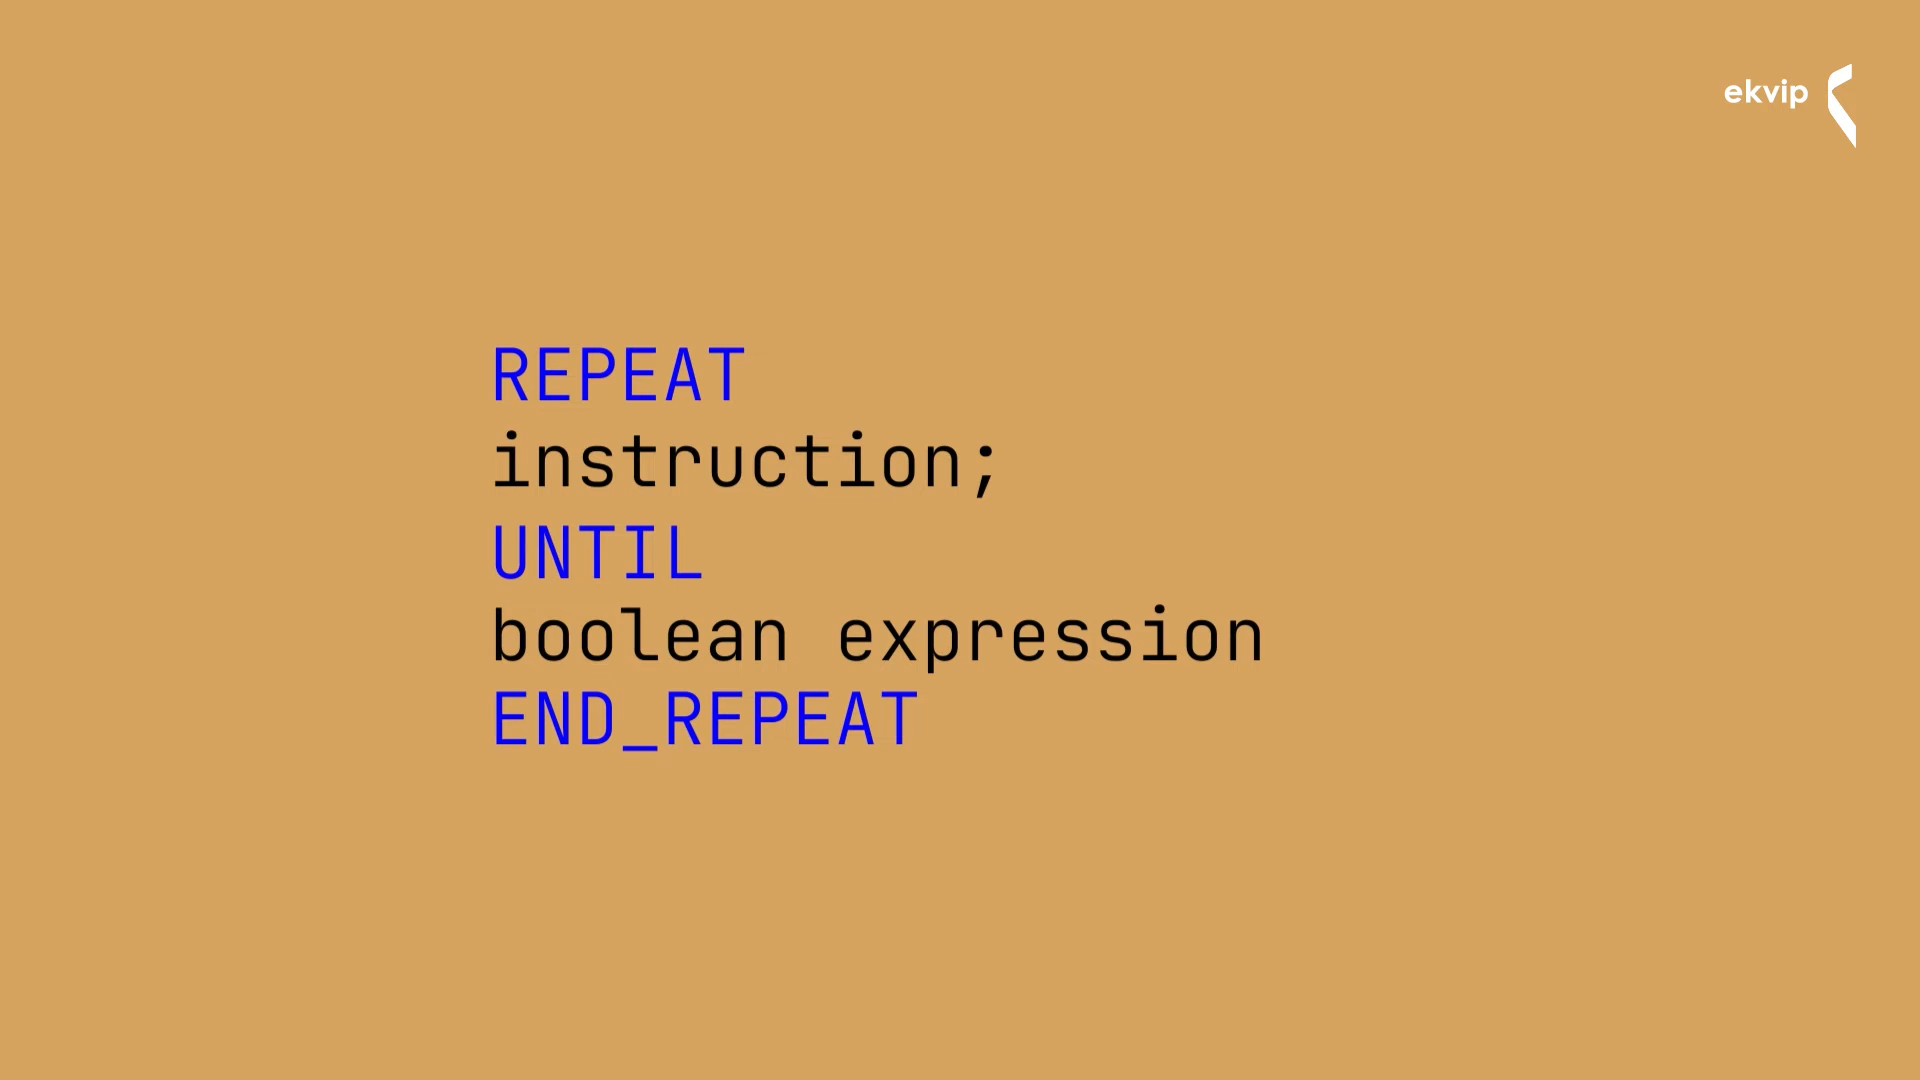 ekvip
REPEAT
instruction;
UNTIL
boolean expression
END_REPEAT